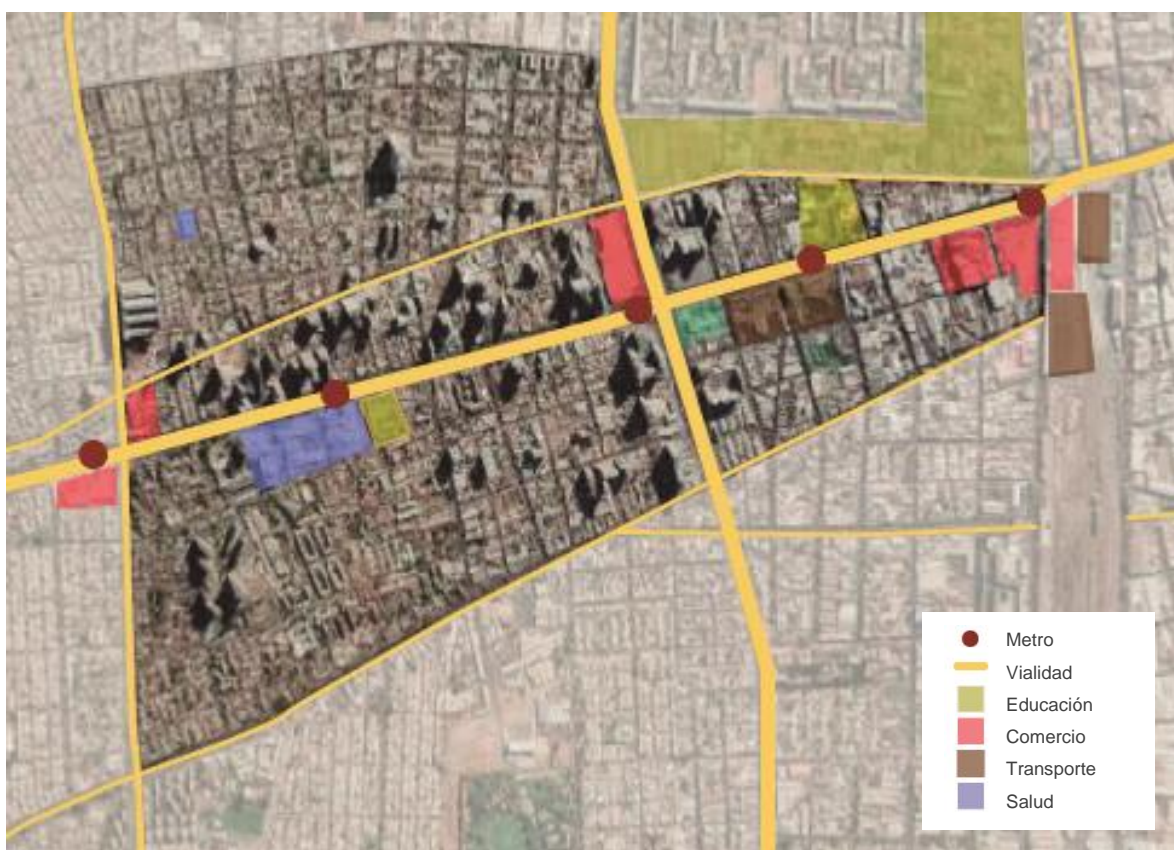 Metro
Vialidad
Educación
Comercio
Transporte
Salud